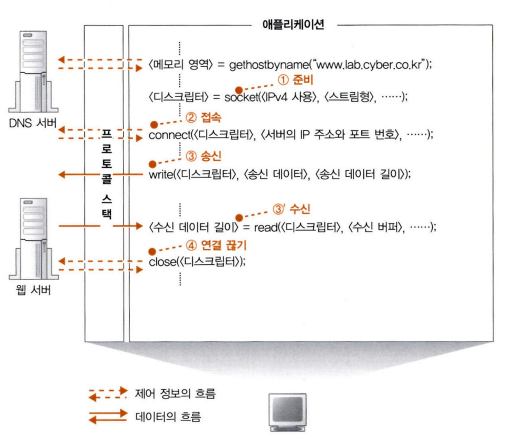 애플리케이션
〈메모리 영역〉 = gethostbyname("www.lab.cyber.co.kr");
① 준비
〈디스크립터〉 = socket(〈IPv4 사용〉, 〈스트림형〉, ……);
DNS 서버
② 접속
connect(〈디스크립터〉, 〈서버의 IP 주소와 포트 번호〉, ……);
프로토콜 스택
③ 송신
write(〈디스크립터〉, 〈송신 데이터〉, 〈송신 데이터 길이〉);
③' 수신
〈수신 데이터 길이〉 = read(〈디스크립터〉, 〈수신 버퍼〉, ……);
④ 연결 끊기
close(〈디스크립터〉);
웹 서버
제어 정보의 흐름
데이터의 흐름